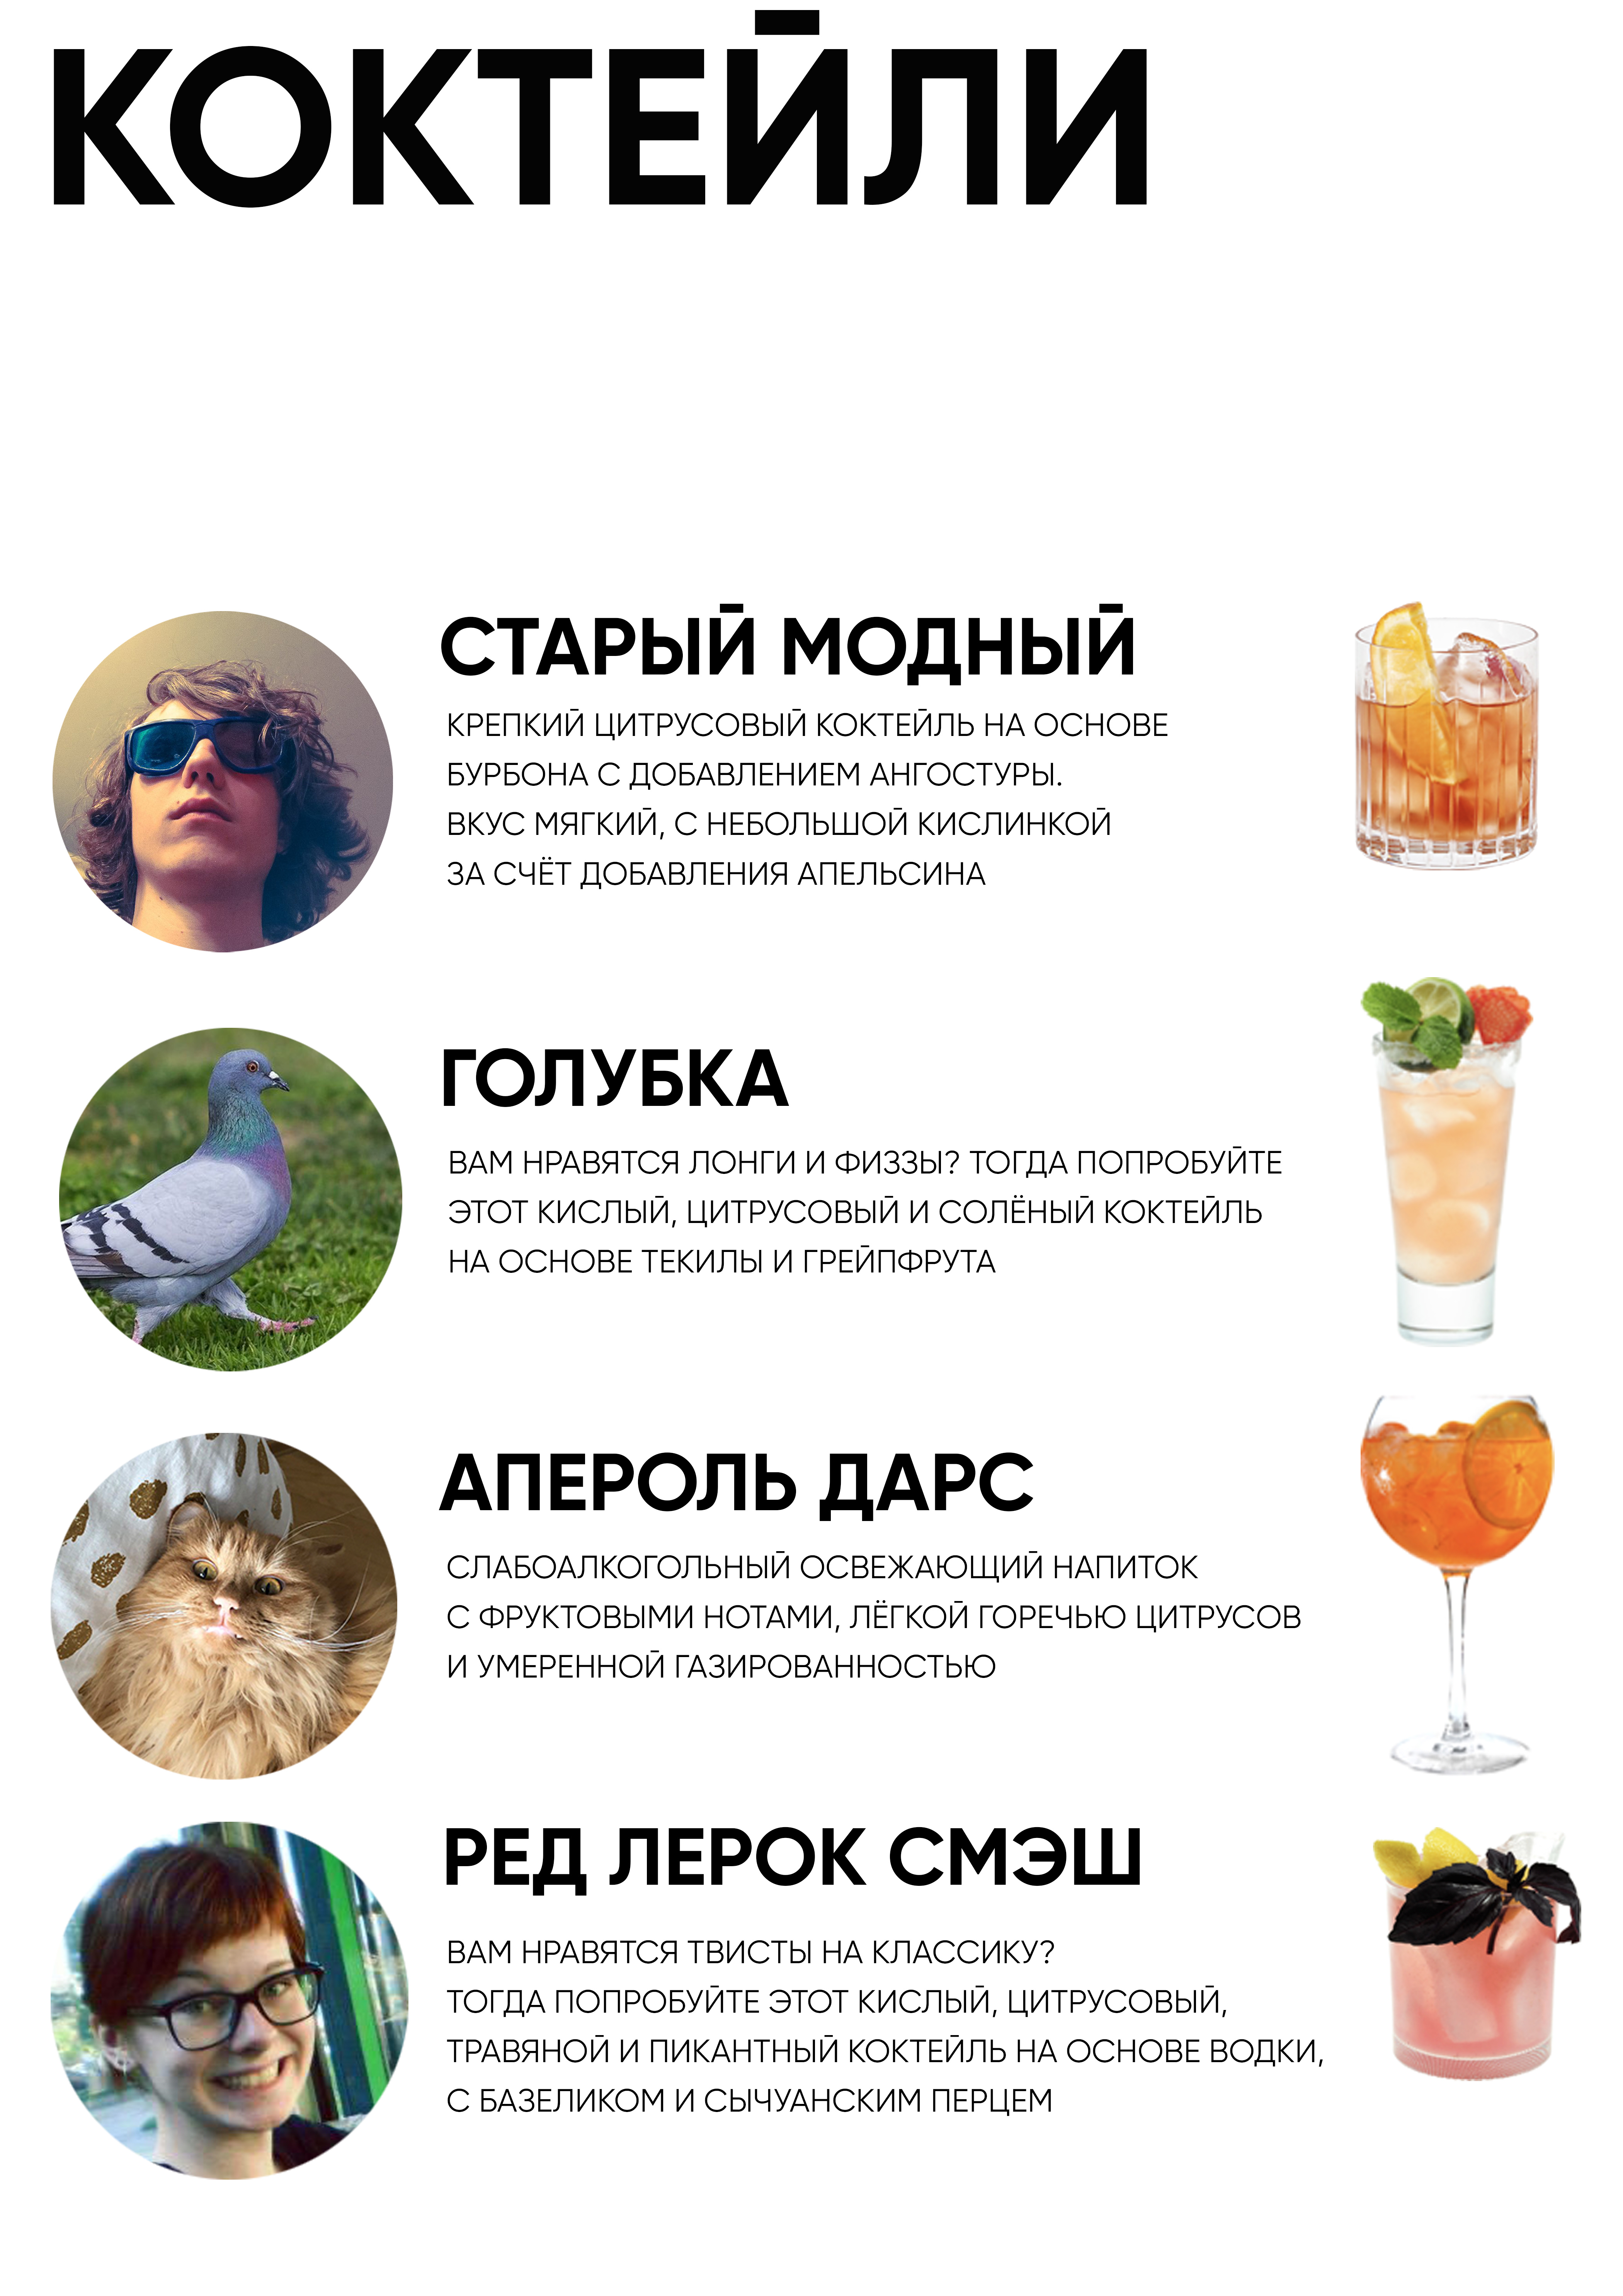 КОКТЕЙЛИ
СТАРЫЙ МОДНЫЙ
КРЕПКИЙ ЦИТРУСОВЫЙ КОКТЕЙЛЬ НА ОСНОВЕ
БУРБОНА С ДОБАВЛЕНИЕМ АНГОСТУРЫ.
ВКУС МЯГКИЙ, С НЕБОЛЬШОЙ КИСЛИНКОЙ
ЗА СЧЁТ ДОБАВЛЕНИЯ АПЕЛЬСИНА
ГОЛУБКА
ВАМ НРАВЯТСЯ ЛОНГИ И ФИЗЗЫ? ТОГДА ПОПРОБУЙТЕ
ЭТОТ КИСЛЫЙ, ЦИТРУСОВЫЙ И СОЛЁНЫЙ КОКТЕЙЛЬ
НА ОСНОВЕ ТЕКИЛЫ И ГРЕЙПФРУТА
АПЕРОЛЬ ДАРС
СЛАБОАЛКОГОЛЬНЫЙ ОСВЕЖАЮЩИЙ НАПИТОК
С ФРУКТОВЫМИ НОТАМИ, ЛЁГКОЙ ГОРЕЧЬЮ ЦИТРУСОВ
И УМЕРЕННОЙ ГАЗИРОВАННОСТЬЮ
РЕД ЛЕРОК СМЭШ
ВАМ НРАВЯТСЯ ТВИСТЫ НА КЛАССИКУ?
ТОГДА ПОПРОБУЙТЕ ЭТОТ КИСЛЫЙ, ЦИТРУСОВЫЙ,
ТРАВЯНОЙ И ПИКАНТНЫЙ КОКТЕЙЛЬ НА ОСНОВЕ ВОДКИ,
С БАЗЕЛИКОМ И СЫЧУАНСКИМ ПЕРЦЕМ